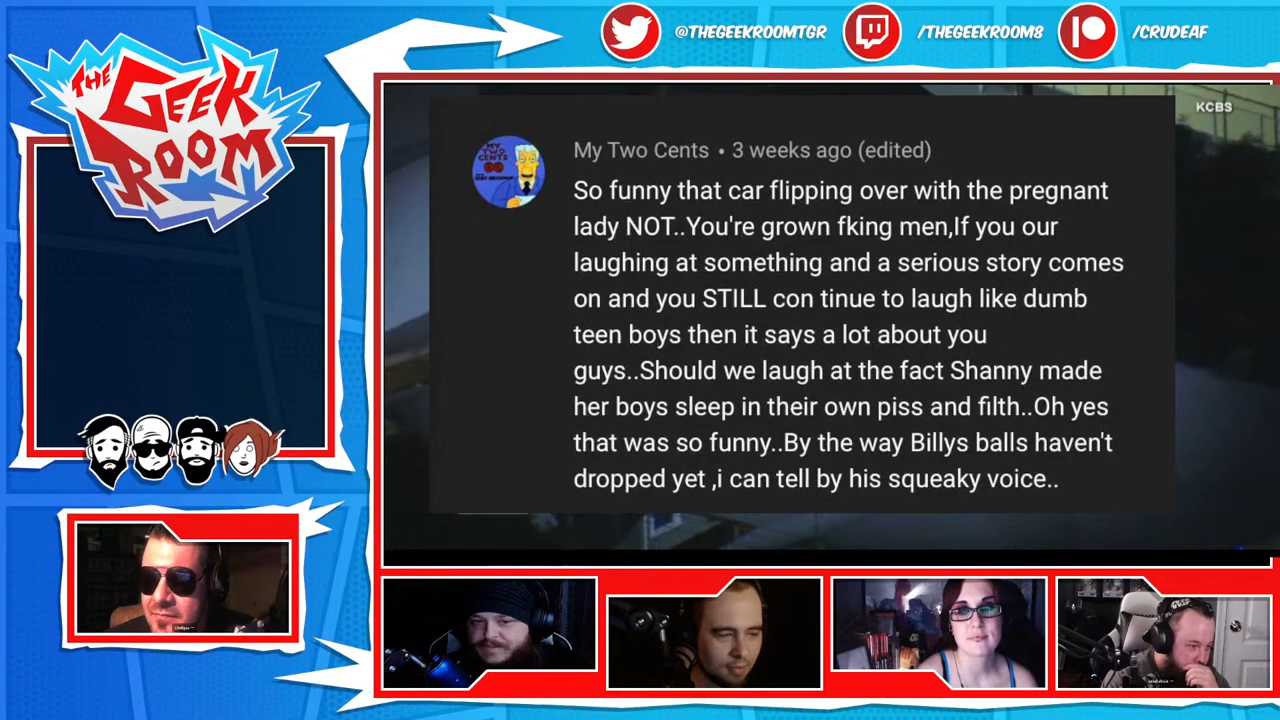 THE GEEK ROOM
@THEGEEKROOMTGR
/THEGEEKROOM8
/CRUDEAF
KCBS
My Two Cents • 3 weeks ago (edited)
So funny that car flipping over with the pregnant
lady NOT..You're grown fking men,If you our
laughing at something and a serious story comes
on and you STILL con tinue to laugh like dumb
teen boys then it says a lot about you
guys..Should we laugh at the fact Shanny made
her boys sleep in their own piss and filth..Oh yes
that was so funny..By the way Billys balls haven't
dropped yet ,i can tell by his squeaky voice..
MY TWO CENTS